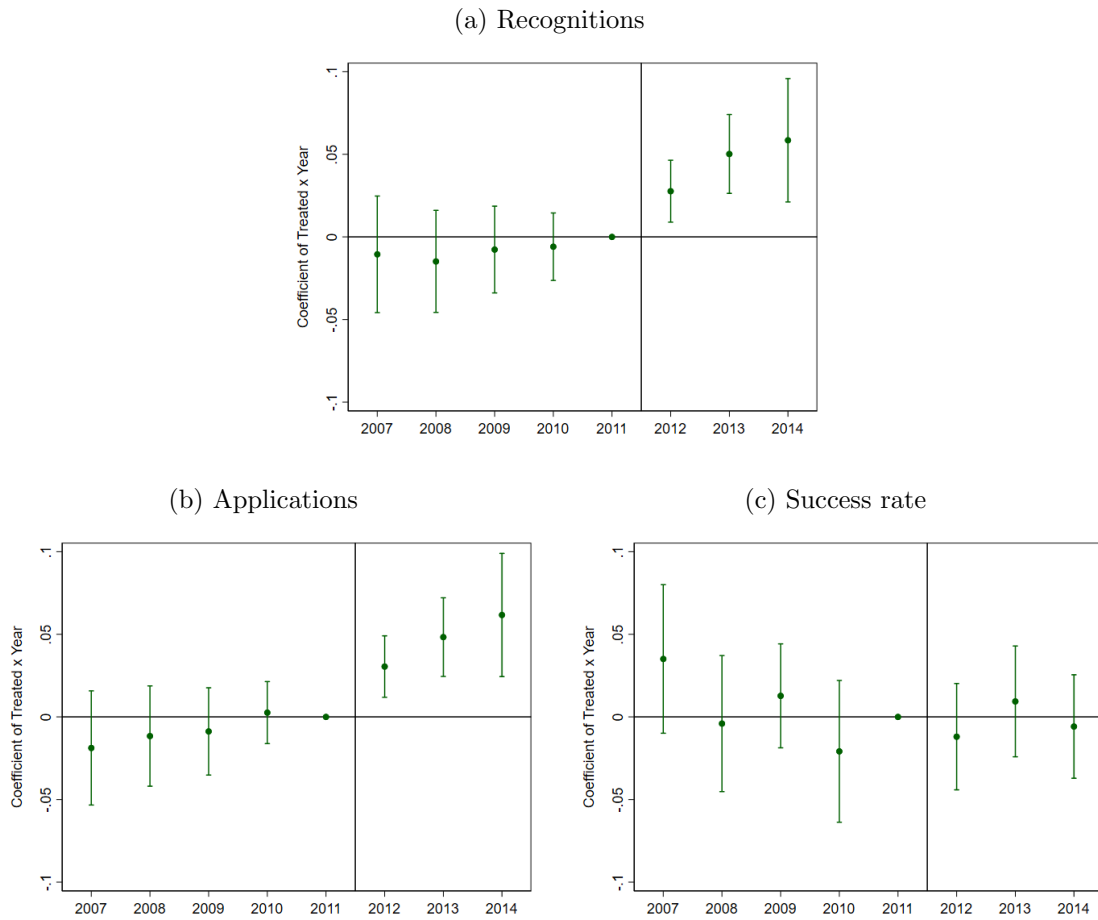 (a) Recognitions
Coefficient of Treated x Year
.1
.05
0
-.05
-.1
2007 2008 2009 2010 2011 2012 2013 2014
(b) Applications
Coefficient of Treated x Year
.1
.05
0
-.05
-.1
2007 2008 2009 2010 2011 2012 2013 2014
(c) Success rate
Coefficient of Treated x Year
.1
.05
0
-.05
-.1
2007 2008 2009 2010 2011 2012 2013 2014